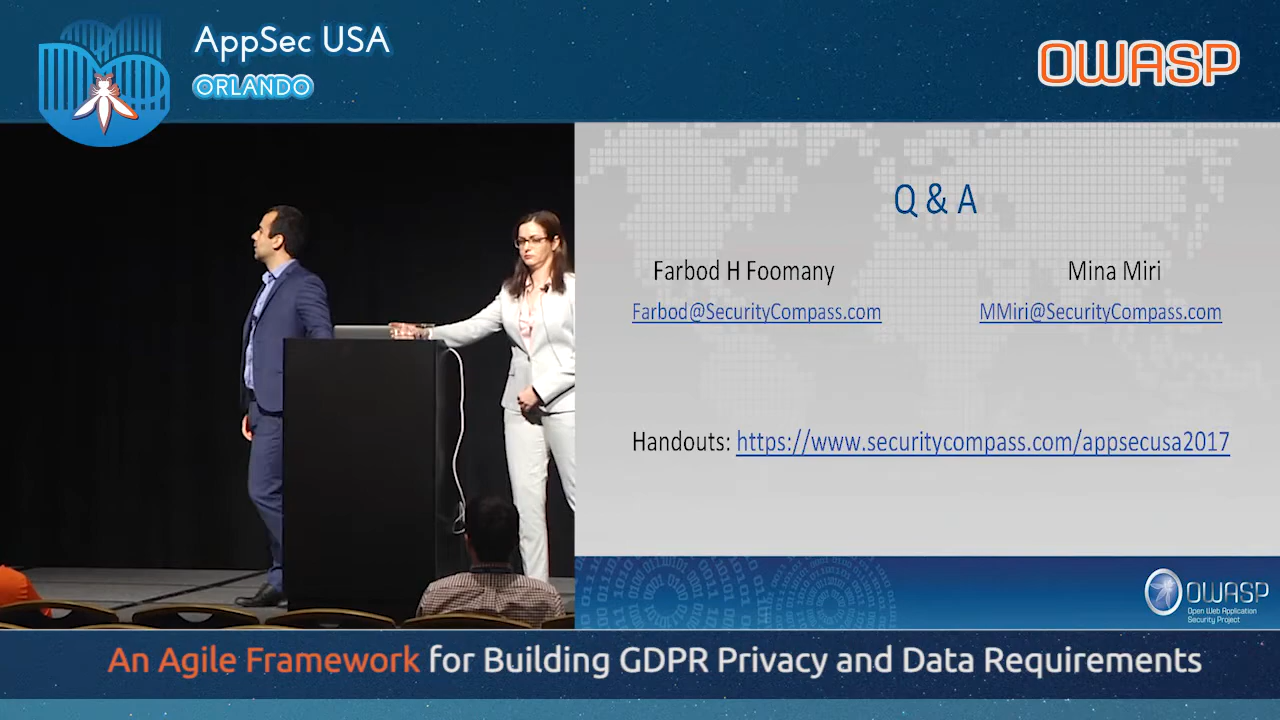 AppSec USA
ORLANDO
OWASP
Q & A
Farbod H Foomany
Mina Miri
Farbod@SecurityCompass.com
MMiri@SecurityCompass.com
Handouts: https://www.securitycompass.com/appsecusa2017
OWASP
Open Web Application
Security Project
An Agile Framework for Building GDPR Privacy and Data Requirements